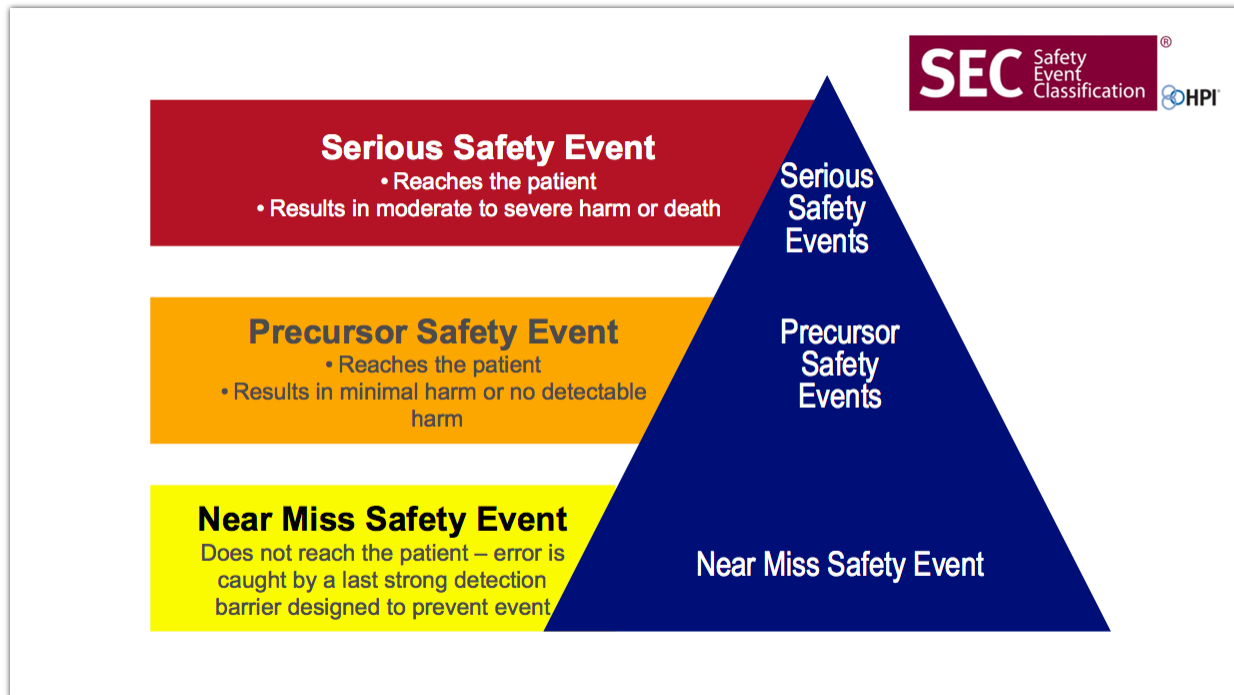 SEC Safety
Event
Classification
®
HPI
Serious Safety Event
• Reaches the patient
• Results in moderate to severe harm or death
Serious
Safety
Events
Precursor Safety Event
• Reaches the patient
• Results in minimal harm or no detectable
harm
Precursor
Safety
Events
Near Miss Safety Event
Does not reach the patient – error is
caught by a last strong detection
barrier designed to prevent event
Near Miss Safety Event